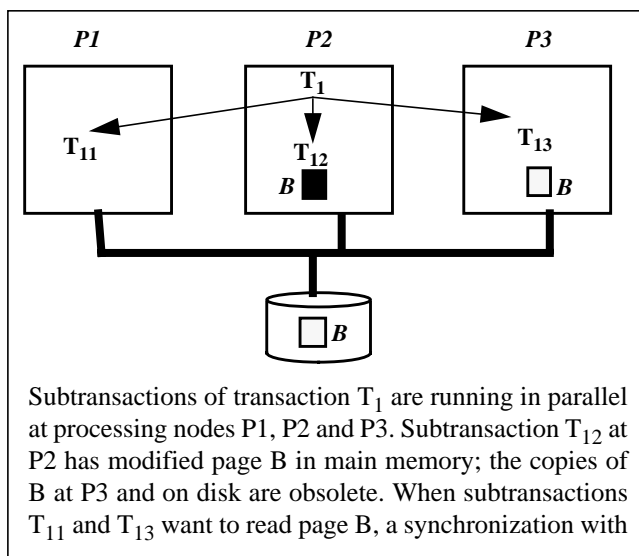 P1 P2 P3
T1
T11 T12 T13
B B
B
Subtransactions of transaction T1 are running in parallel
at processing nodes P1, P2 and P3. Subtransaction T12 at
P2 has modified page B in main memory; the copies of
B at P3 and on disk are obsolete. When subtransactions
T11 and T13 want to read page B, a synchronization with